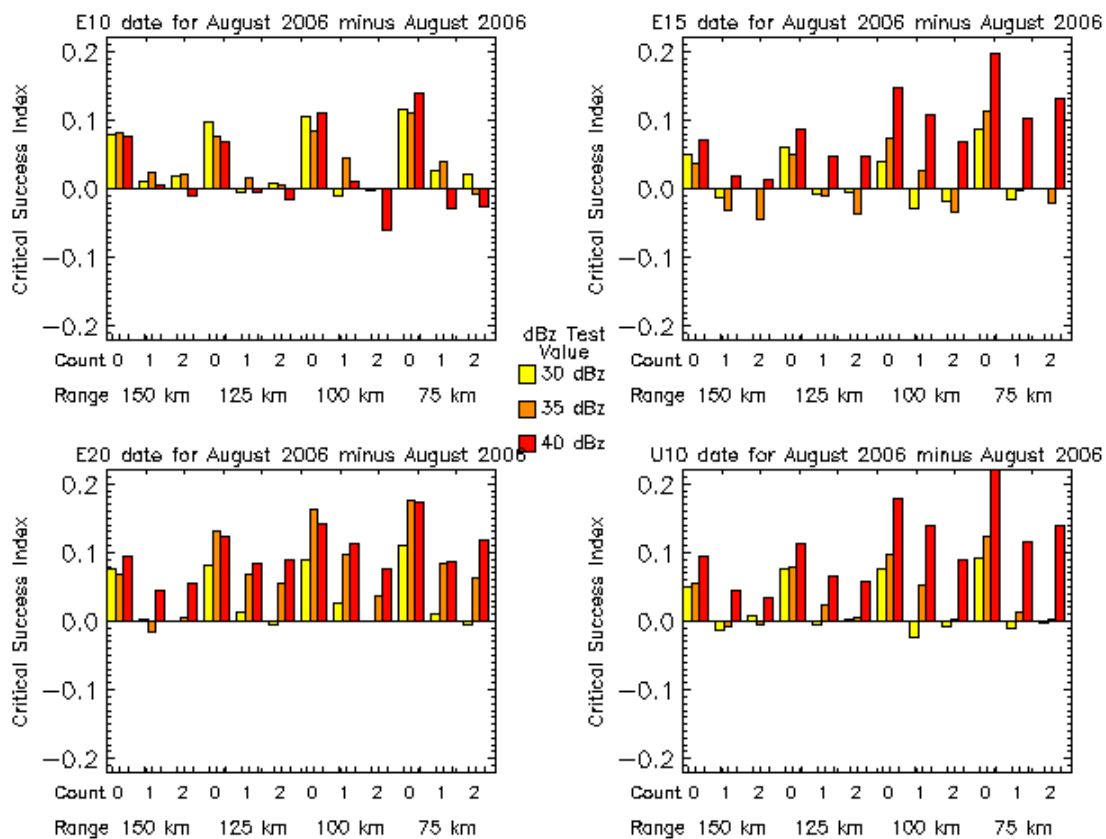 E10 date for August 2006 minus August 2006
Critical Success Index
0.2
0.1
0.0
−0.1
−0.2
Count 0 1 2 0 1 2 0 1 2 0 1 2
Range 150 km 125 km 100 km 75 km
E15 date for August 2006 minus August 2006
Critical Success Index
0.2
0.1
0.0
−0.1
−0.2
Count 0 1 2 0 1 2 0 1 2 0 1 2
Range 150 km 125 km 100 km 75 km
dBz Test
Value
30 dBz
35 dBz
40 dBz
E20 date for August 2006 minus August 2006
Critical Success Index
0.2
0.1
0.0
−0.1
−0.2
Count 0 1 2 0 1 2 0 1 2 0 1 2
Range 150 km 125 km 100 km 75 km
U10 date for August 2006 minus August 2006
Critical Success Index
0.2
0.1
0.0
−0.1
−0.2
Count 0 1 2 0 1 2 0 1 2 0 1 2
Range 150 km 125 km 100 km 75 km